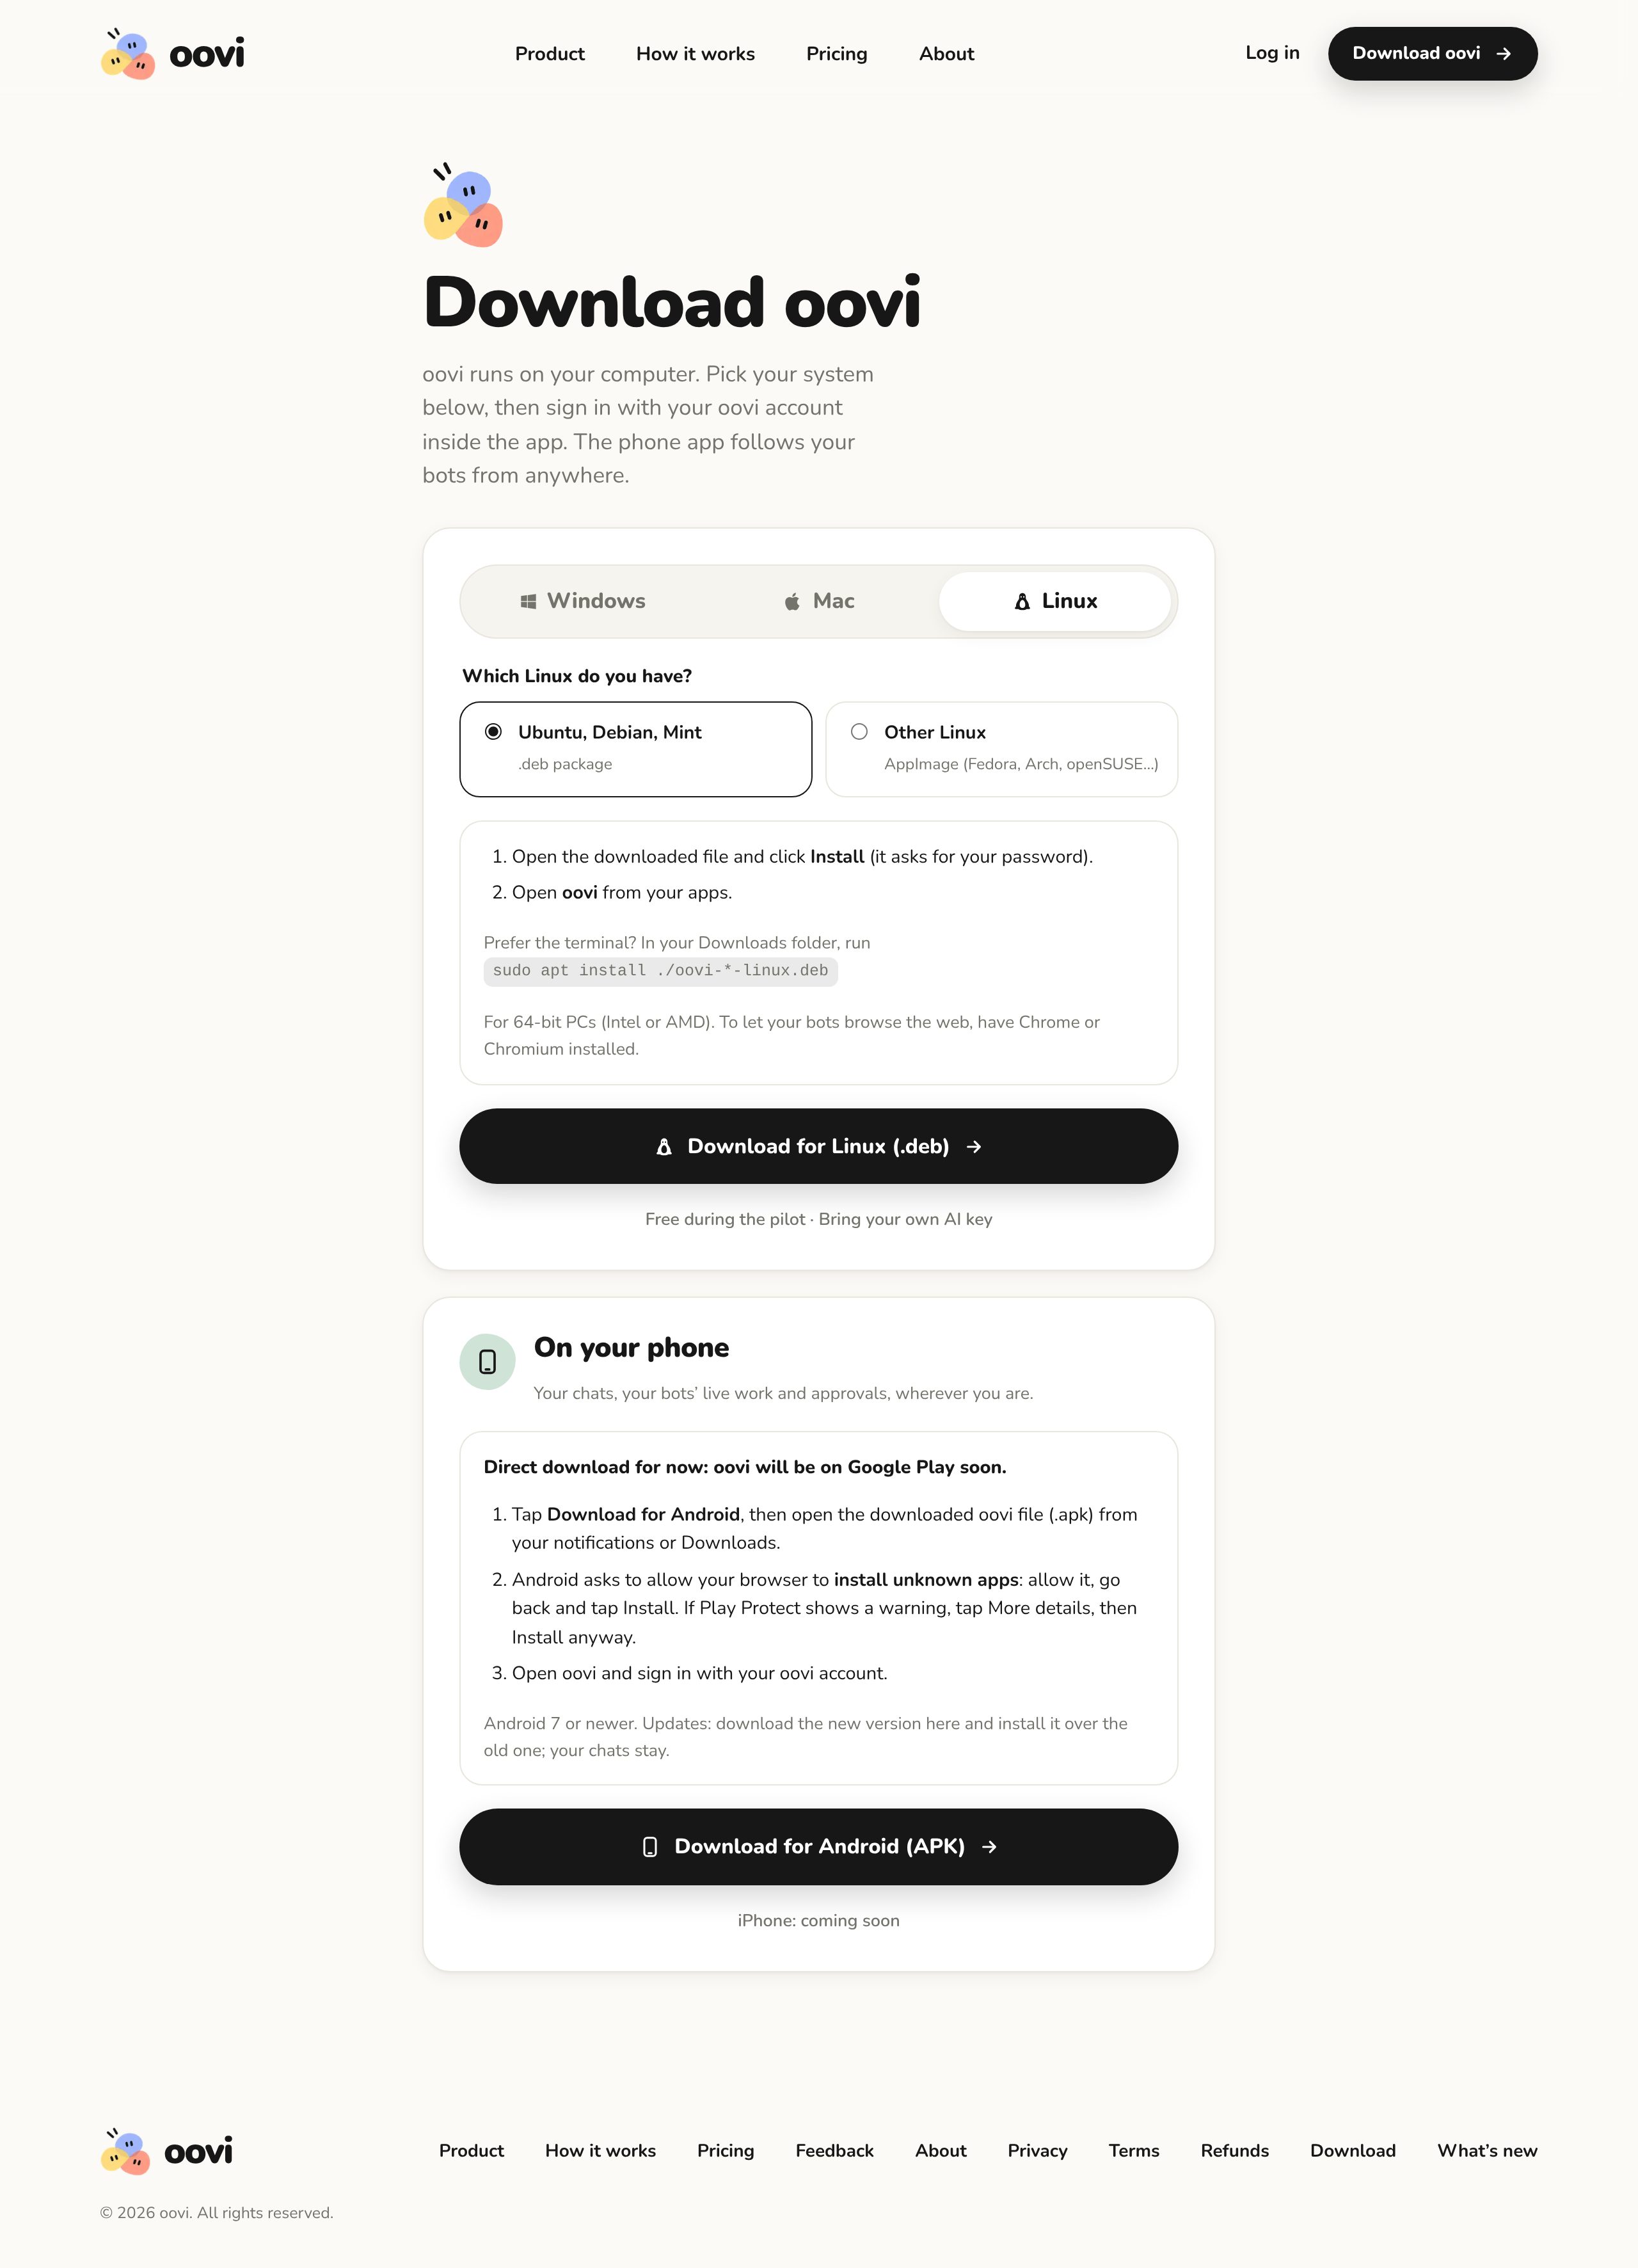 oovi
Product
How it works
Pricing
About
Log in
Download oovi →
Download oovi
oovi runs on your computer. Pick your system
below, then sign in with your oovi account
inside the app. The phone app follows your
bots from anywhere.
Windows
Mac
Linux
Which Linux do you have?
Ubuntu, Debian, Mint
.deb package
Other Linux
AppImage (Fedora, Arch, openSUSE…)
1. Open the downloaded file and click Install (it asks for your password).
2. Open oovi from your apps.
Prefer the terminal? In your Downloads folder, run
sudo apt install ./oovi-*-linux.deb
For 64-bit PCs (Intel or AMD). To let your bots browse the web, have Chrome or
Chromium installed.
Download for Linux (.deb) →
Free during the pilot · Bring your own AI key
On your phone
Your chats, your bots’ live work and approvals, wherever you are.
Direct download for now: oovi will be on Google Play soon.
1. Tap Download for Android, then open the downloaded oovi file (.apk) from
your notifications or Downloads.
2. Android asks to allow your browser to install unknown apps: allow it, go
back and tap Install. If Play Protect shows a warning, tap More details, then
Install anyway.
3. Open oovi and sign in with your oovi account.
Android 7 or newer. Updates: download the new version here and install it over the
old one; your chats stay.
Download for Android (APK) →
iPhone: coming soon
oovi
Product
How it works
Pricing
Feedback
About
Privacy
Terms
Refunds
Download
What’s new
© 2026 oovi. All rights reserved.